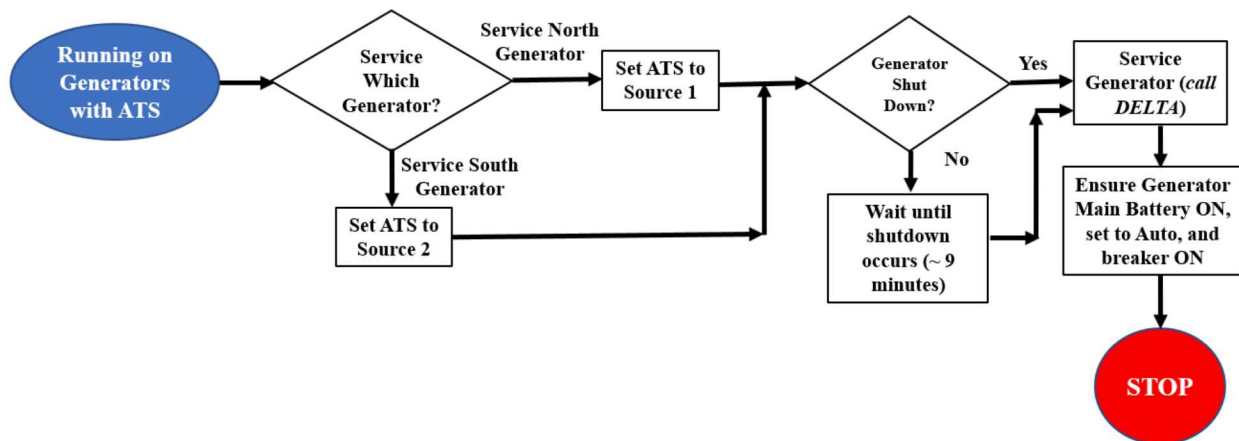 Running on
Generators
with ATS
Service
Which
Generator?
Service North
Generator
Set ATS to
Source 1
Service South
Generator
Set ATS to
Source 2
Generator
Shut
Down?
Yes
No
Wait until
shutdown
occurs (~ 9
minutes)
Service
Generator (call
DELTA)
Ensure Generator
Main Battery ON,
set to Auto, and
breaker ON
STOP